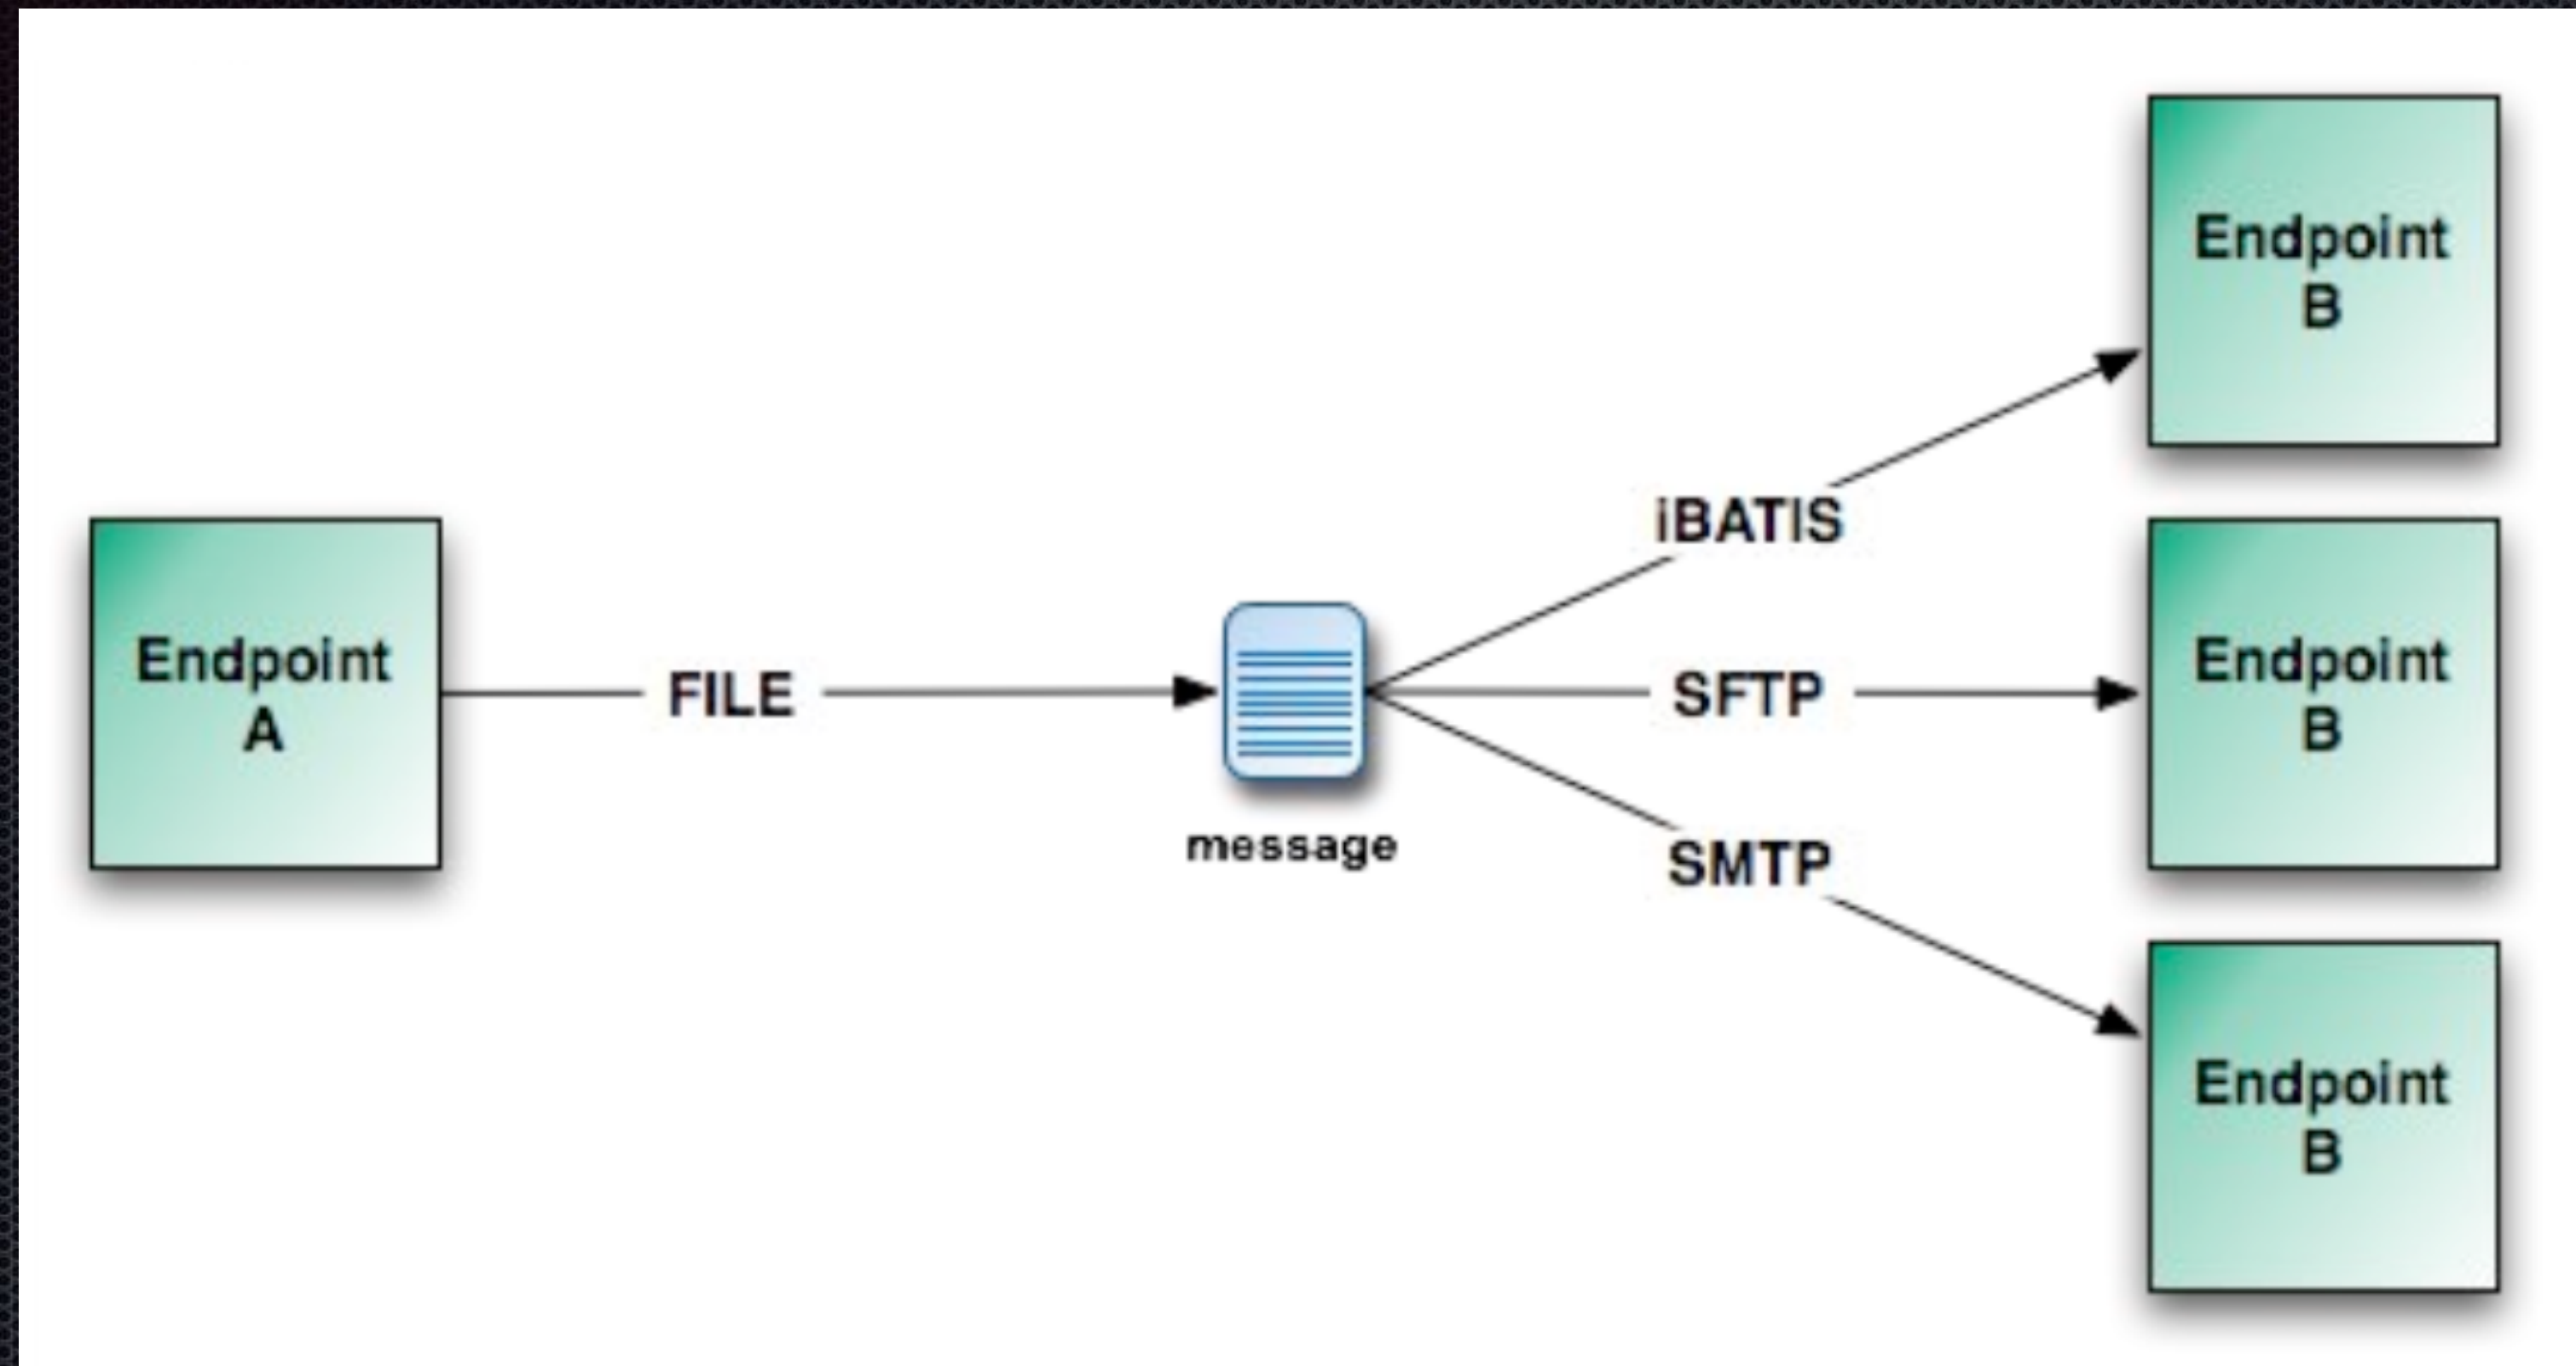 Endpoint
A
FILE
message
iBATIS
SFTP
SMTP
Endpoint
B
Endpoint
B
Endpoint
B